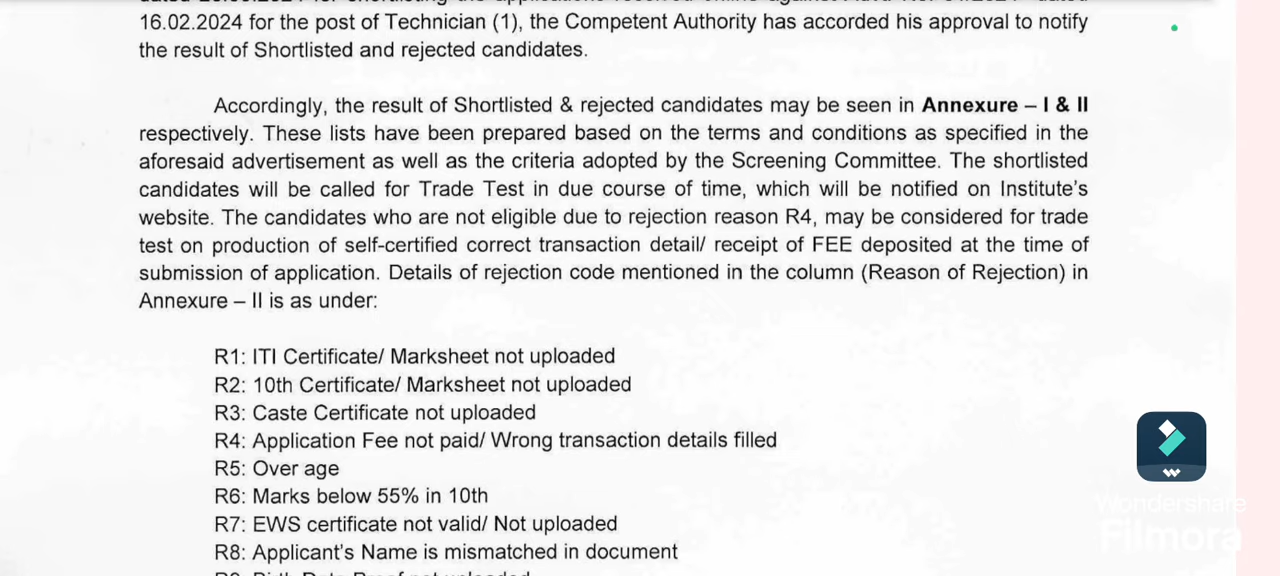 16.02.2024 for the post of Technician (1), the Competent Authority has accorded his approval to notify
the result of Shortlisted and rejected candidates.
Accordingly, the result of Shortlisted & rejected candidates may be seen in Annexure – I & II
respectively. These lists have been prepared based on the terms and conditions as specified in the
aforesaid advertisement as well as the criteria adopted by the Screening Committee. The shortlisted
candidates will be called for Trade Test in due course of time, which will be notified on Institute's
website. The candidates who are not eligible due to rejection reason R4, may be considered for trade
test on production of self-certified correct transaction detail/ receipt of FEE deposited at the time of
submission of application. Details of rejection code mentioned in the column (Reason of Rejection) in
Annexure – II is as under:
R1: ITI Certificate/ Marksheet not uploaded
R2: 10th Certificate/ Marksheet not uploaded
R3: Caste Certificate not uploaded
R4: Application Fee not paid/ Wrong transaction details filled
R5: Over age
R6: Marks below 55% in 10th
R7: EWS certificate not valid/ Not uploaded
R8: Applicant's Name is mismatched in document
Wondershare
Filmora